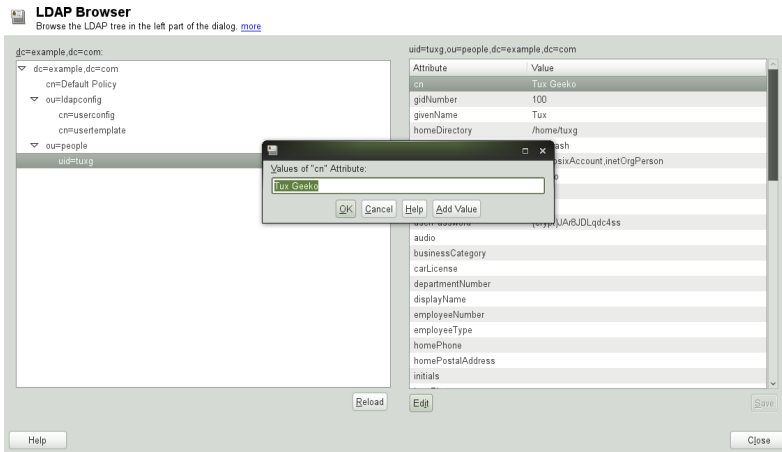 LDAP Browser
Browse the LDAP tree in the left part of the dialog. more
dc=example,dc=com:
dc=example,dc=com
cn=Default Policy
ou=ldapconfig
cn=userconfig
cn=usertemplate
ou=people
uid=tuxg
Reload
uid=tuxg,ou=people,dc=example,dc=com
Attribute Value
cn Tux Geeko
gidNumber 100
givenName Tux
homeDirectory /home/tuxg
ash
osixAccount,inetOrgPerson
o
Values of "cn" Attribute:
Tux Geeko
OK Cancel Help Add Value
audio
businessCategory
carLicense
departmentNumber
displayName
employeeNumber
employeeType
homePhone
homePostalAddress
initials
Edit Save
Help Close